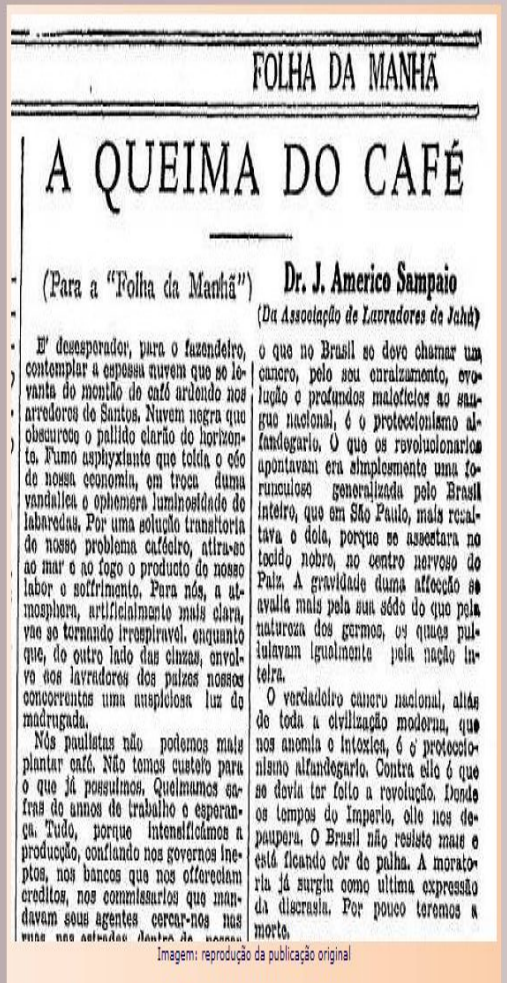 FOLHA DA MANHÃ
A QUEIMA DO CAFÉ
(Para a "Folha da Manhã")
Dr. J. Americo Sampaio
(Da Associação de Lavradores de Jahú)
E' desesperador, para o fazendeiro,
contemplar a espessa nuvem que se le-
vanta do montão de café ardendo nos
arredores de Santos. Nuvem negra que
obscurece o pallido clarão do horizon-
te. Fumo asphyxiante que tolda o céo
de nossa economia, em troca duma
vandalica e ephemera luminosidade de
labaredas. Por uma solução transitoria
de nosso problema caféeiro, atira-se
ao mar e ao fogo o producto de nosso
labor e soffrimento. Para nós, a at-
mosphera, artificialmente mais clara,
vae se tornando irrespiravel, enquanto
que, do outro lado das cinzas, envol-
ve aos lavradores dos paizes nossos
concorrentes uma auspiciosa luz de
madrugada.
Nós paulistas não podemos mais
plantar café. Não temos custeio para
o que já possuimos. Queimamos sa-
fras de annos de trabalho e esperan-
ça. Tudo, porque intensificámos a
producção, confiando nos governos ine-
ptos, nos bancos que nos offereciam
creditos, nos commissarios que man-
davam seus agentes cercar-nos nas
ruas, nas estradas, dentro de nossas
o que no Brasil se deve chamar um
cancro, pelo seu enraizamento, evo-
lução e profundos maleficios ao san-
gue nacional, é o proteccionismo al-
fandegario. O que os revolucionarios
apontavam era simplesmente uma fo-
runculose generalizada pelo Brasil
inteiro, que em São Paulo, mais resal-
tava e doia, porque se assestara no
tecido nobre, no centro nervoso do
Paiz. A gravidade duma affecção se
avalia mais pela sua séde do que pela
natureza dos germes, os quaes pul-
lulavam igualmente pela nação in-
teira.
O verdadeiro cancro nacional, aliás
de toda a civilização moderna, que
nos anemia e intoxica, é o proteccio-
nismo alfandegario. Contra elle é que
se devia ter feito a revolução. Desde
os tempos do Imperio, elle nos de-
paupera. O Brasil não resiste mais e
está ficando côr de palha. A morato-
ria já surgiu como ultima expressão
da discrasia. Por pouco teremos a
morte.
Imagem: reprodução da publicação original